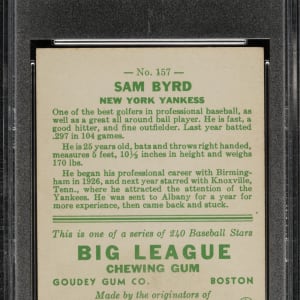 — No. 157 —
SAM BYRD
NEW YORK YANKESS
One of the best golfers in professional baseball, as
well as a great all around ball player. He is fast, a
good hitter, and fine outfielder. Last year batted
.297 in 104 games.
He is 25 years old, bats and throws right handed,
measures 5 feet, 10½ inches in height and weighs
170 lbs.
He began his professional career with Birming-
ham in 1926, and next year starred with Knoxville,
Tenn., where he attracted the attention of the
Yankees. He was sent to Albany for a year for
more experience, then came back and stuck.
This is one of a series of 240 Baseball Stars
BIG LEAGUE
CHEWING GUM
GOUDEY GUM CO. BOSTON
Made by the originators of